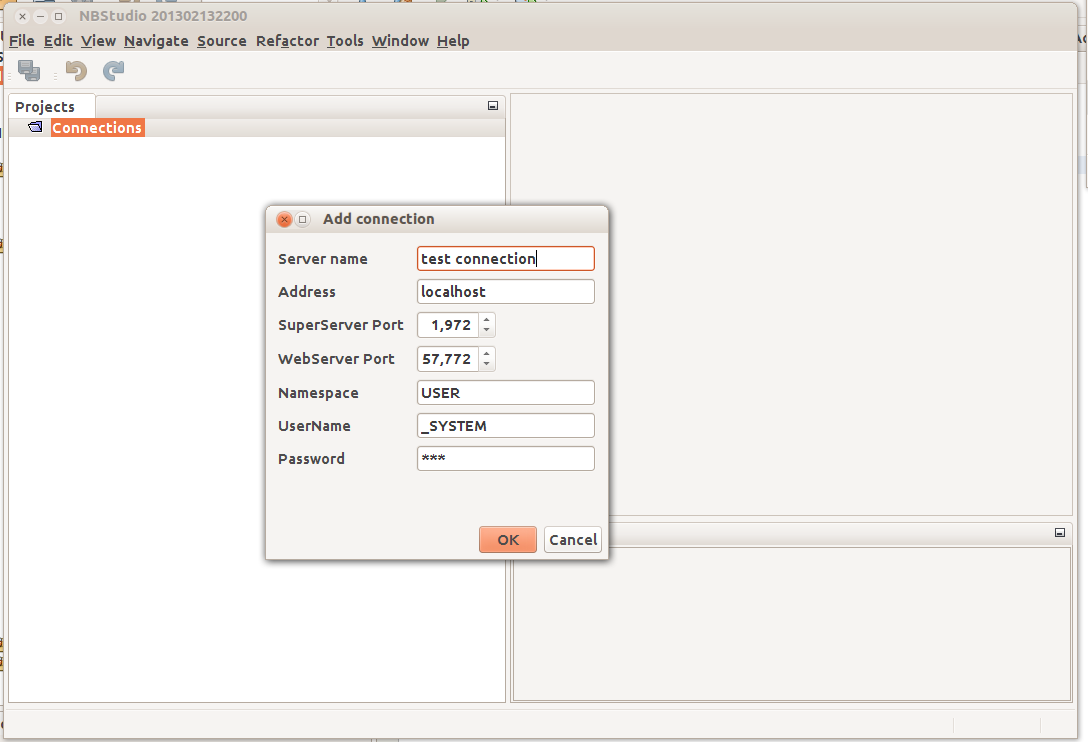 NBStudio 201302132200
File Edit View Navigate Source Refactor Tools Window Help
Projects
Connections
Add connection
Server name test connection
Address localhost
SuperServer Port 1,972
WebServer Port 57,772
Namespace USER
UserName _SYSTEM
Password ***
OK Cancel